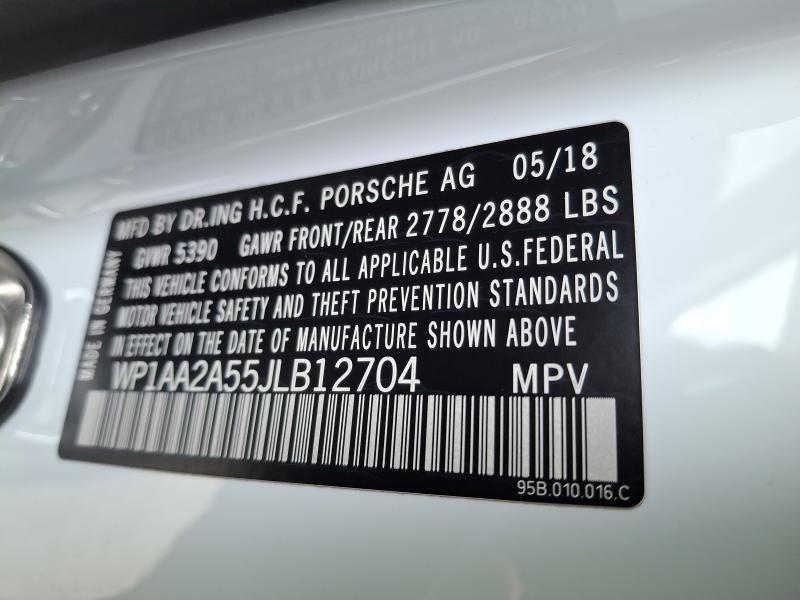 MFD BY DR.ING H.C.F. PORSCHE AG 05/18
GVWR 5390 GAWR FRONT/REAR 2778/2888 LBS
THIS VEHICLE CONFORMS TO ALL APPLICABLE U.S.FEDERAL
MOTOR VEHICLE SAFETY AND THEFT PREVENTION STANDARDS
IN EFFECT ON THE DATE OF MANUFACTURE SHOWN ABOVE
WP1AA2A55JLB12704 MPV
95B.010.016.C
MADE IN GERMANY